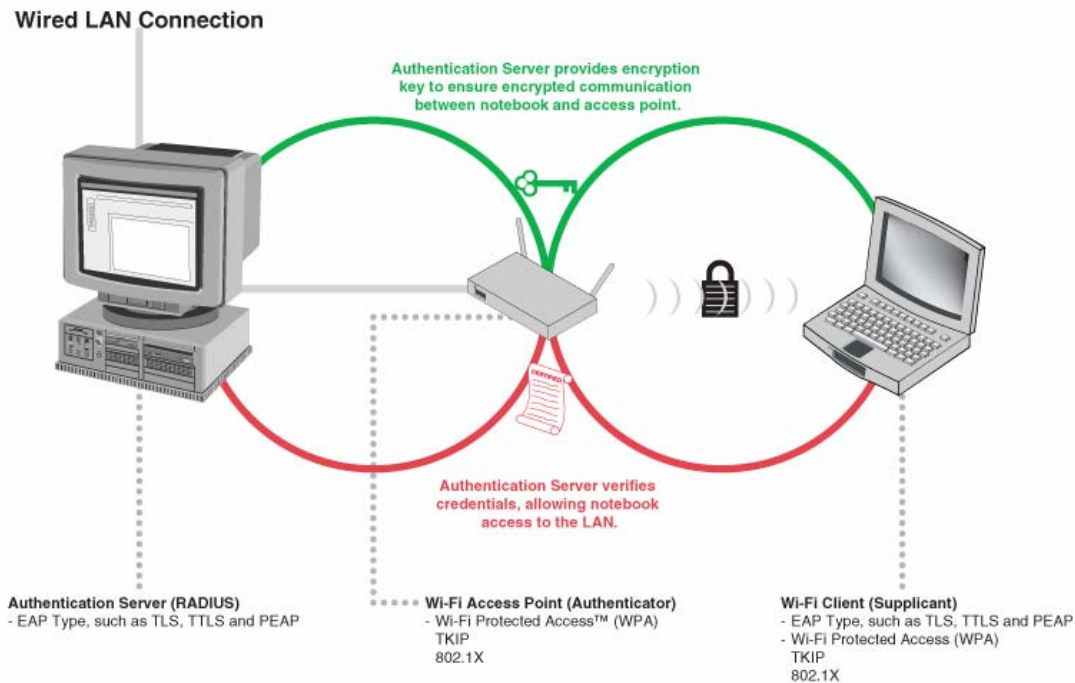 Wired LAN Connection
Authentication Server provides encryption
key to ensure encrypted communication
between notebook and access point.
CERTIFIED
Authentication Server verifies
credentials, allowing notebook
access to the LAN.
Authentication Server (RADIUS)
- EAP Type, such as TLS, TTLS and PEAP
Wi-Fi Access Point (Authenticator)
- Wi-Fi Protected Access™ (WPA)
TKIP
802.1X
Wi-Fi Client (Supplicant)
- EAP Type, such as TLS, TTLS and PEAP
- Wi-Fi Protected Access (WPA)
TKIP
802.1X